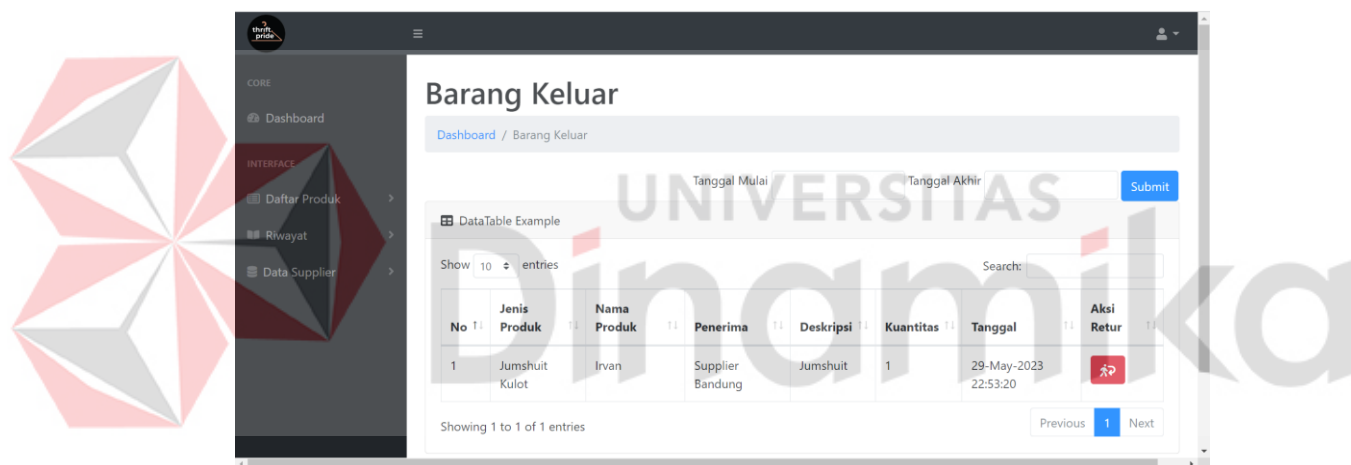 thrift.
pride
CORE
Dashboard
INTERFACE
Daftar Produk
Riwayat
Data Supplier
Barang Keluar
Dashboard / Barang Keluar
Tanggal Mulai Tanggal Akhir Submit
DataTable Example
Show 10 entries Search:
No Jenis Produk Nama Produk Penerima Deskripsi Kuantitas Tanggal Aksi Retur
1 Jumshuit Kulot Irvan Supplier Bandung Jumshuit 1 29-May-2023 22:53:20
Showing 1 to 1 of 1 entries Previous 1 Next
UNIVERSITAS
Dinamika